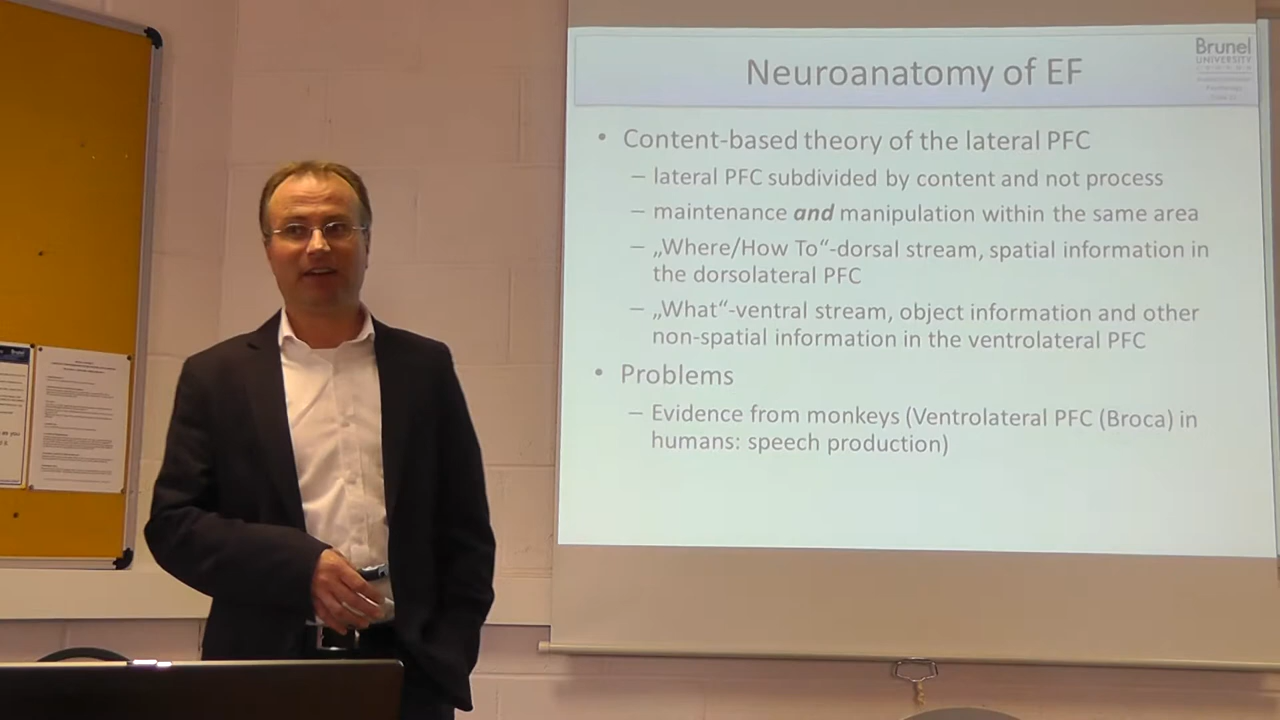 Neuroanatomy of EF
Brunel
UNIVERSITY
LONDON
• Content-based theory of the lateral PFC
– lateral PFC subdivided by content and not process
– maintenance and manipulation within the same area
– „Where/How To“-dorsal stream, spatial information in
the dorsolateral PFC
– „What“-ventral stream, object information and other
non-spatial information in the ventrolateral PFC
• Problems
– Evidence from monkeys (Ventrolateral PFC (Broca) in
humans: speech production)